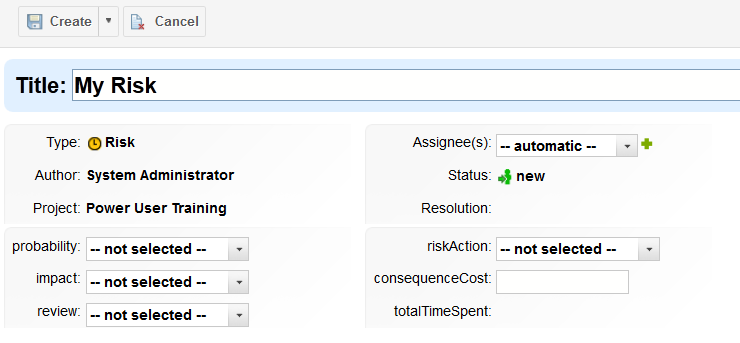 Create Cancel
Title: My Risk
Type: Risk Assignee(s): -- automatic --
Author: System Administrator Status: new
Project: Power User Training Resolution:
probability: -- not selected -- riskAction: -- not selected --
impact: -- not selected -- consequenceCost:
review: -- not selected -- totalTimeSpent: